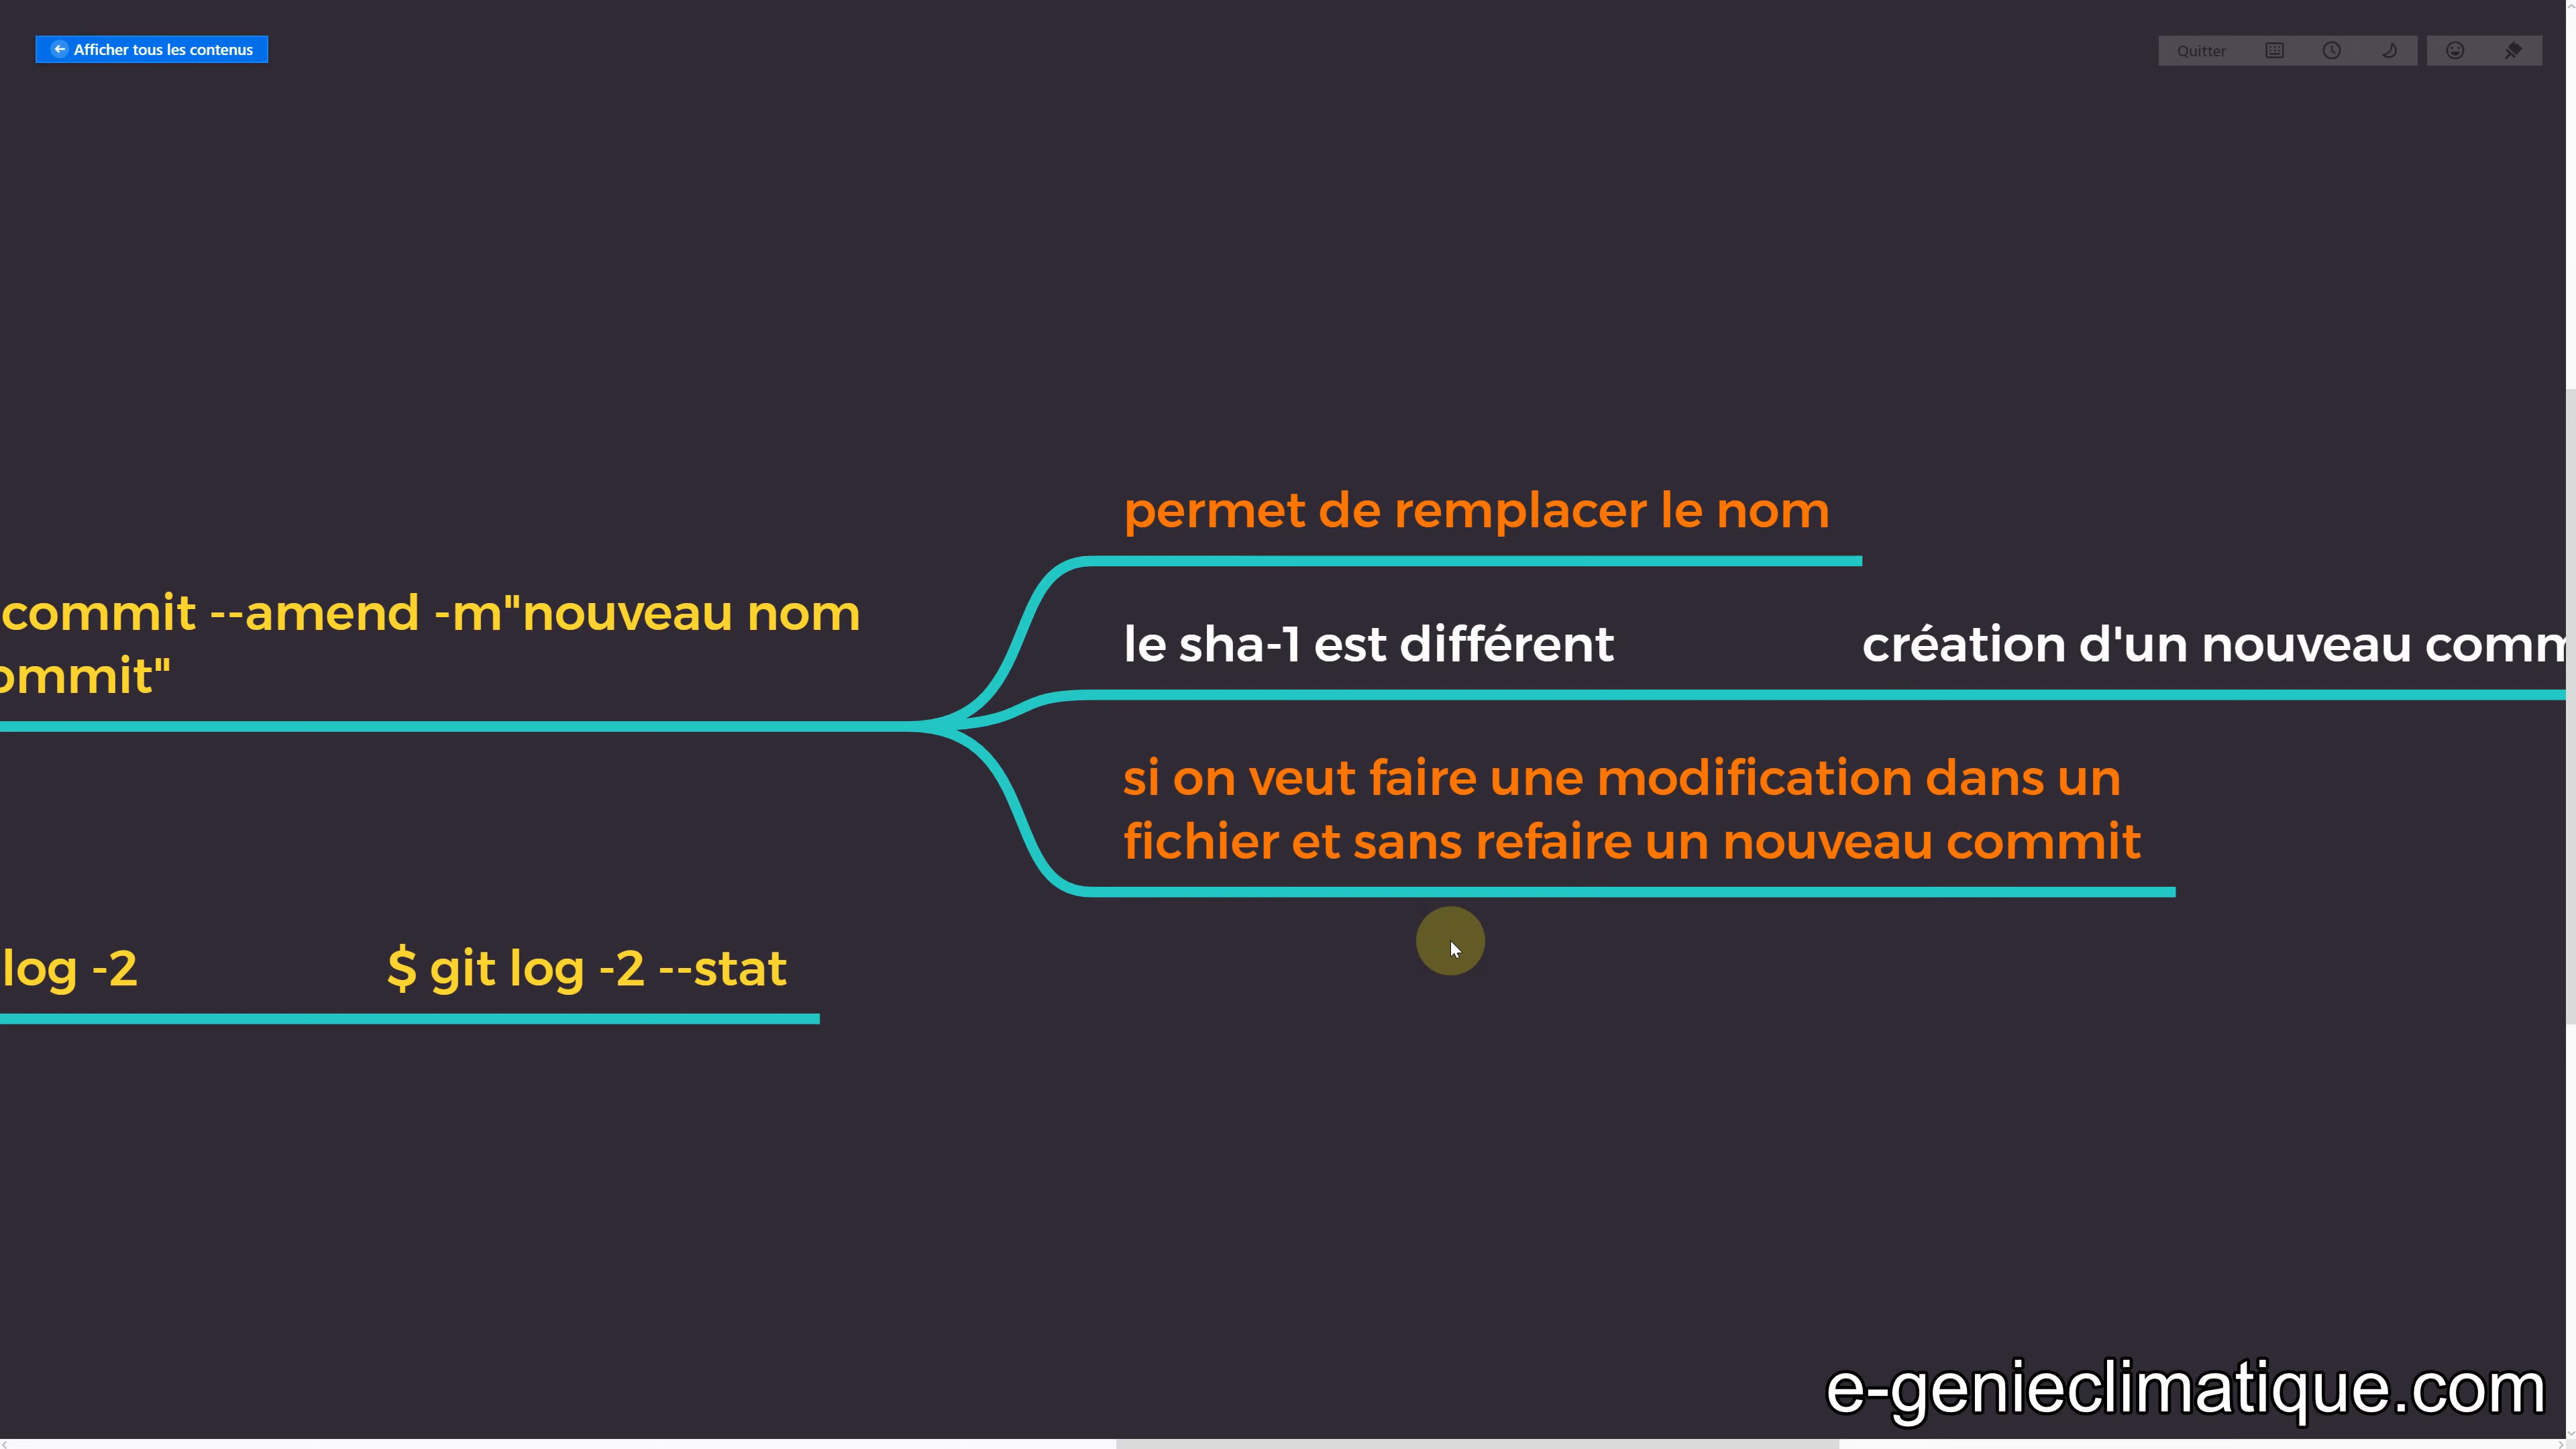 Afficher tous les contenus
Quitter
permet de remplacer le nom
commit --amend -m"nouveau nom
ommit"
le sha-1 est différent
création d'un nouveau comm
si on veut faire une modification dans un
fichier et sans refaire un nouveau commit
log -2
$ git log -2 --stat
e-genieclimatique.com